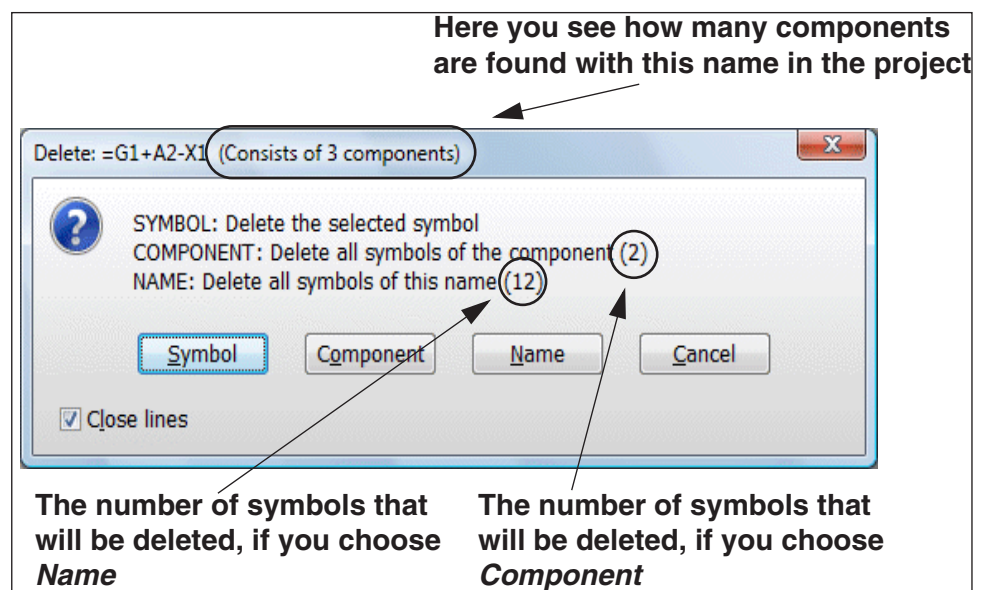 Here you see how many components
are found with this name in the project
Delete: =G1+A2-X1 (Consists of 3 components)
SYMBOL: Delete the selected symbol
COMPONENT: Delete all symbols of the component (2)
NAME: Delete all symbols of this name (12)
Symbol Component Name Cancel
Close lines
The number of symbols that
will be deleted, if you choose
Name
The number of symbols that
will be deleted, if you choose
Component